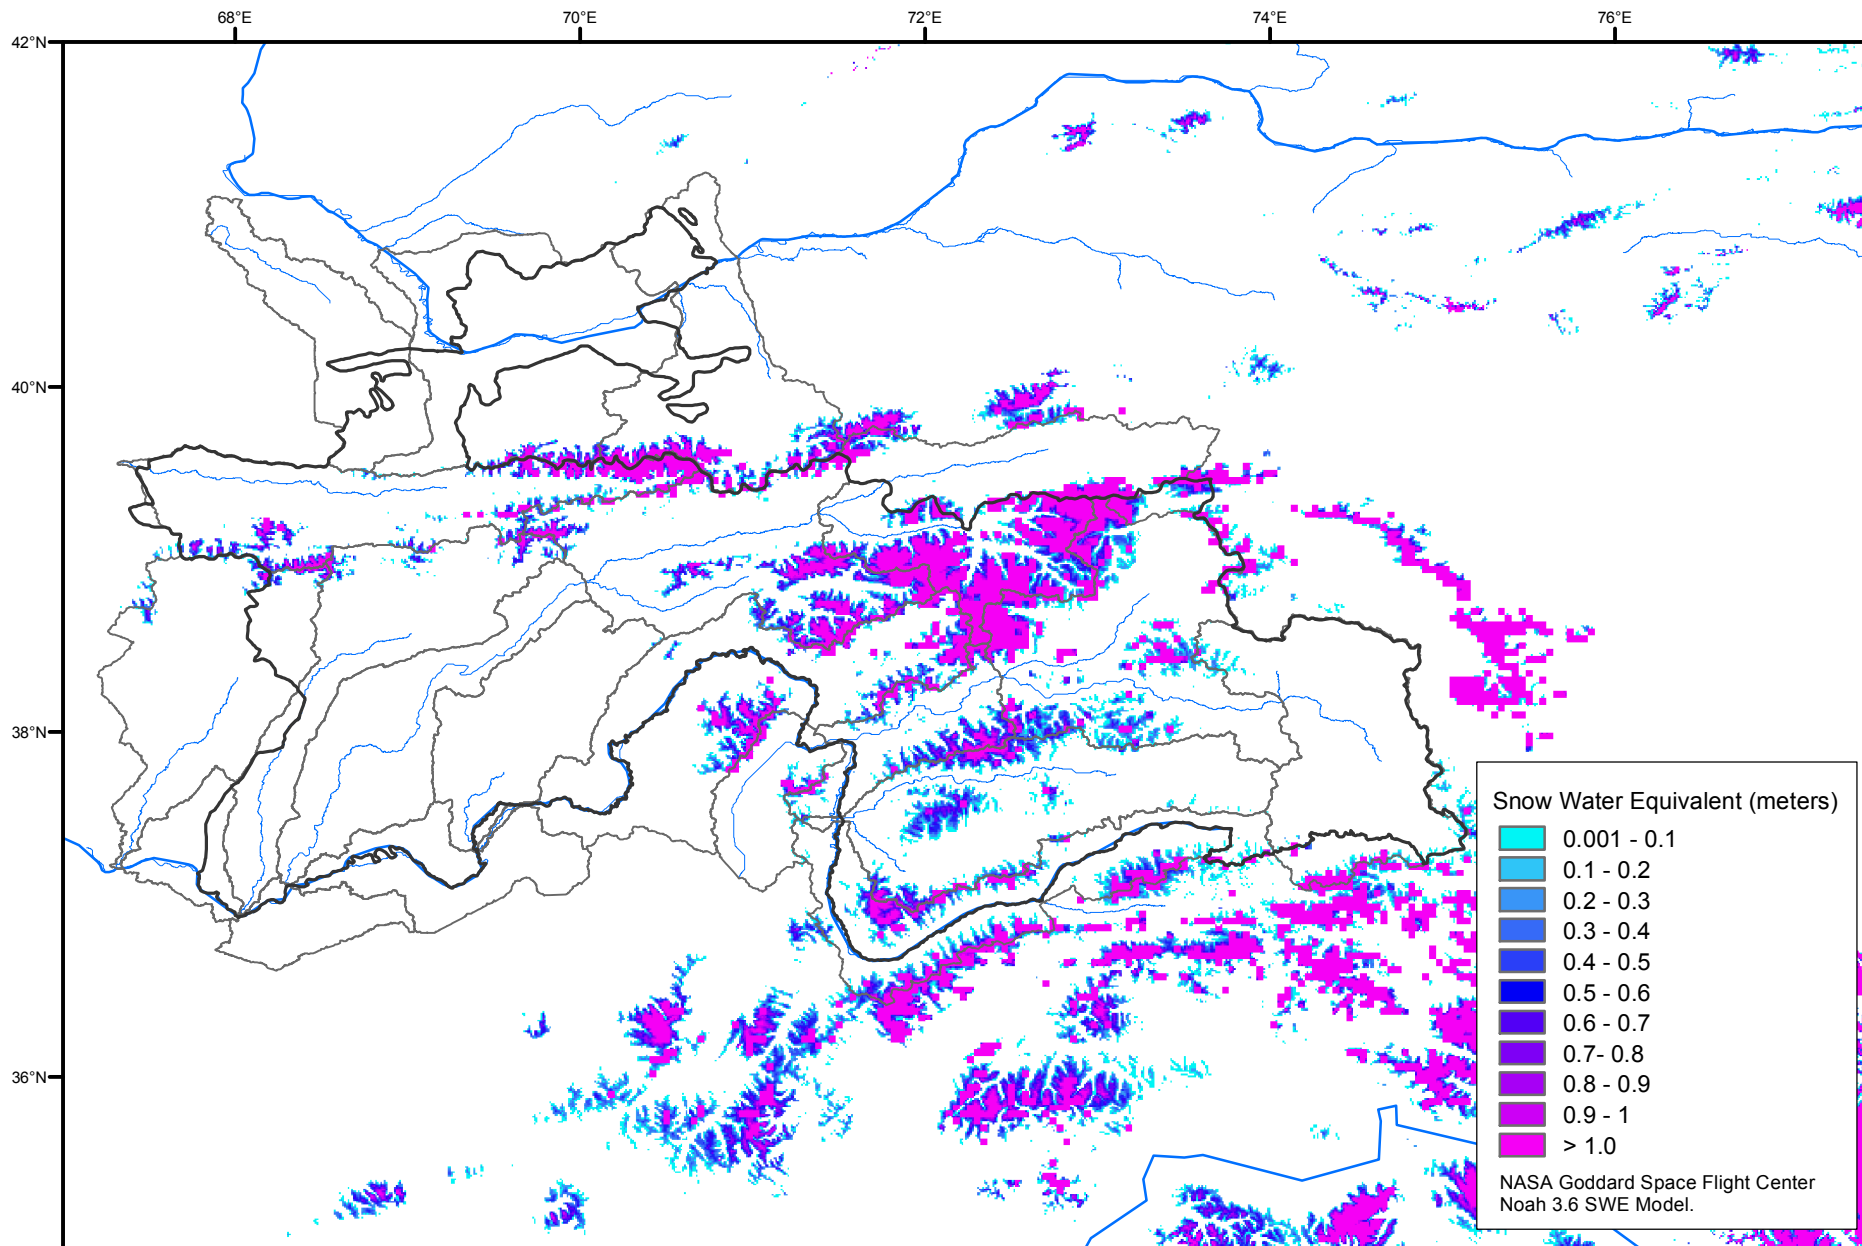 68°E 70°E 72°E 74°E 76°E
42°N
40°N
38°N
36°N
Snow Water Equivalent (meters)
0.001 - 0.1
0.1 - 0.2
0.2 - 0.3
0.3 - 0.4
0.4 - 0.5
0.5 - 0.6
0.6 - 0.7
0.7- 0.8
0.8 - 0.9
0.9 - 1
> 1.0
NASA Goddard Space Flight Center
Noah 3.6 SWE Model.